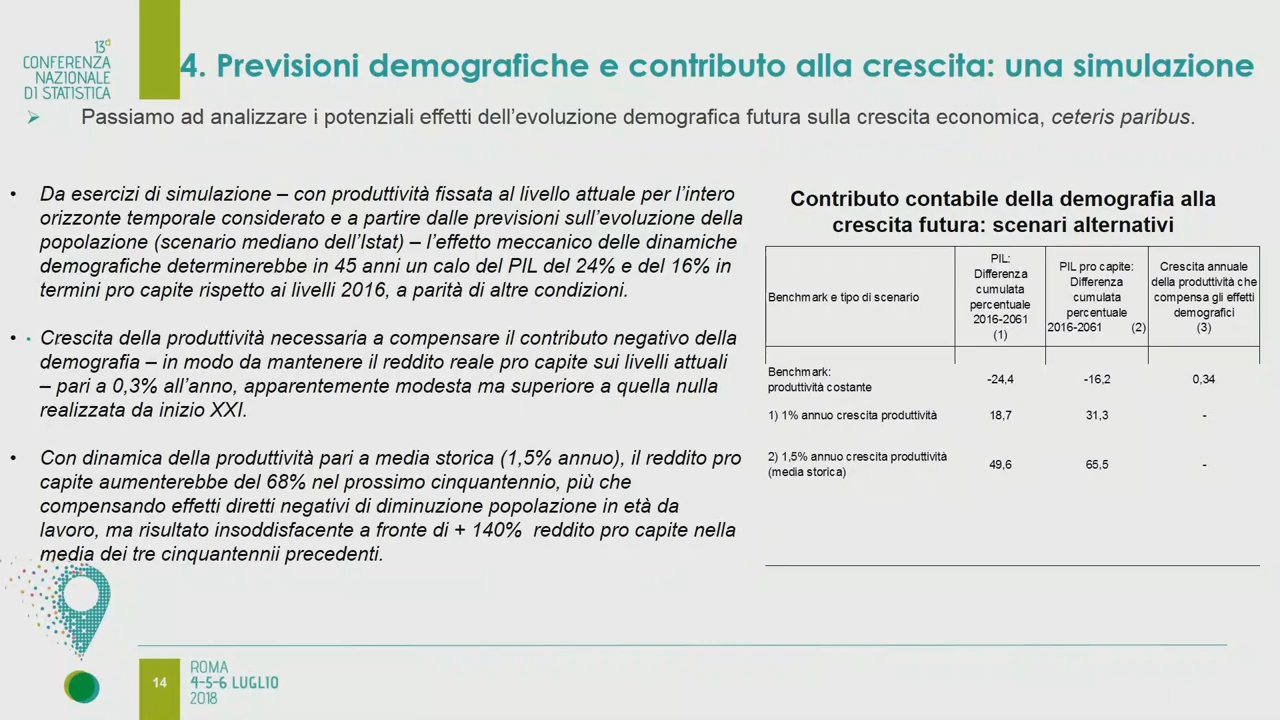 13ª
CONFERENZA
NAZIONALE
DI STATISTICA
4. Previsioni demografiche e contributo alla crescita: una simulazione
Passiamo ad analizzare i potenziali effetti dell'evoluzione demografica futura sulla crescita economica, ceteris paribus.
• Da esercizi di simulazione – con produttività fissata al livello attuale per l'intero
orizzonte temporale considerato e a partire dalle previsioni sull'evoluzione della
popolazione (scenario mediano dell'Istat) – l'effetto meccanico delle dinamiche
demografiche determinerebbe in 45 anni un calo del PIL del 24% e del 16% in
termini pro capite rispetto ai livelli 2016, a parità di altre condizioni.
• • Crescita della produttività necessaria a compensare il contributo negativo della
demografia – in modo da mantenere il reddito reale pro capite sui livelli attuali
– pari a 0,3% all'anno, apparentemente modesta ma superiore a quella nulla
realizzata da inizio XXI.
• Con dinamica della produttività pari a media storica (1,5% annuo), il reddito pro
capite aumenterebbe del 68% nel prossimo cinquantennio, più che
compensando effetti diretti negativi di diminuzione popolazione in età da
lavoro, ma risultato insoddisfacente a fronte di + 140% reddito pro capite nella
media dei tre cinquantennii precedenti.
Contributo contabile della demografia alla
crescita futura: scenari alternativi
Benchmark e tipo di scenario
PIL:
Differenza
cumulata
percentuale
2016-2061
(1)
PIL pro capite:
Differenza
cumulata
percentuale
2016-2061 (2)
Crescita annuale
della produttività che
compensa gli effetti
demografici
(3)
Benchmark:
produttività costante
-24,4 -16,2 0,34
1) 1% annuo crescita produttività 18,7 31,3 -
2) 1,5% annuo crescita produttività
(media storica)
49,6 65,5 -
14
ROMA
4-5-6 LUGLIO
2018